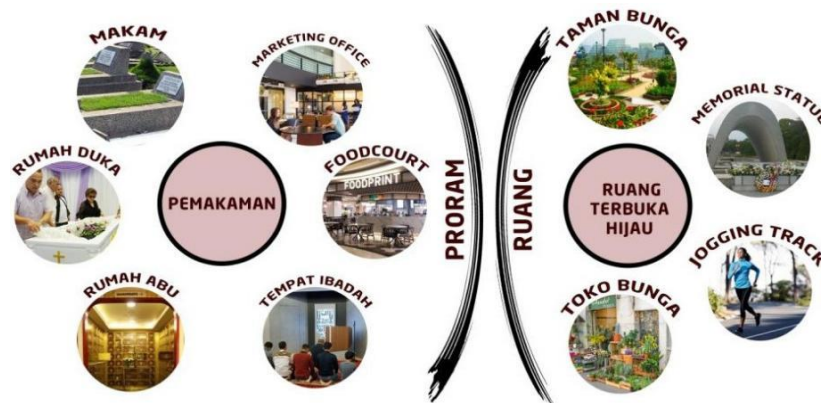 MAKAM
MARKETING OFFICE
RUMAH DUKA
PEMAKAMAN
FOODCOURT
FOODPRINT
RUMAH ABU
TEMPAT IBADAH
PRORAM
RUANG
TAMAN BUNGA
MEMORIAL STATUE
RUANG
TERBUKA
HIJAU
JOGGING TRACK
TOKO BUNGA